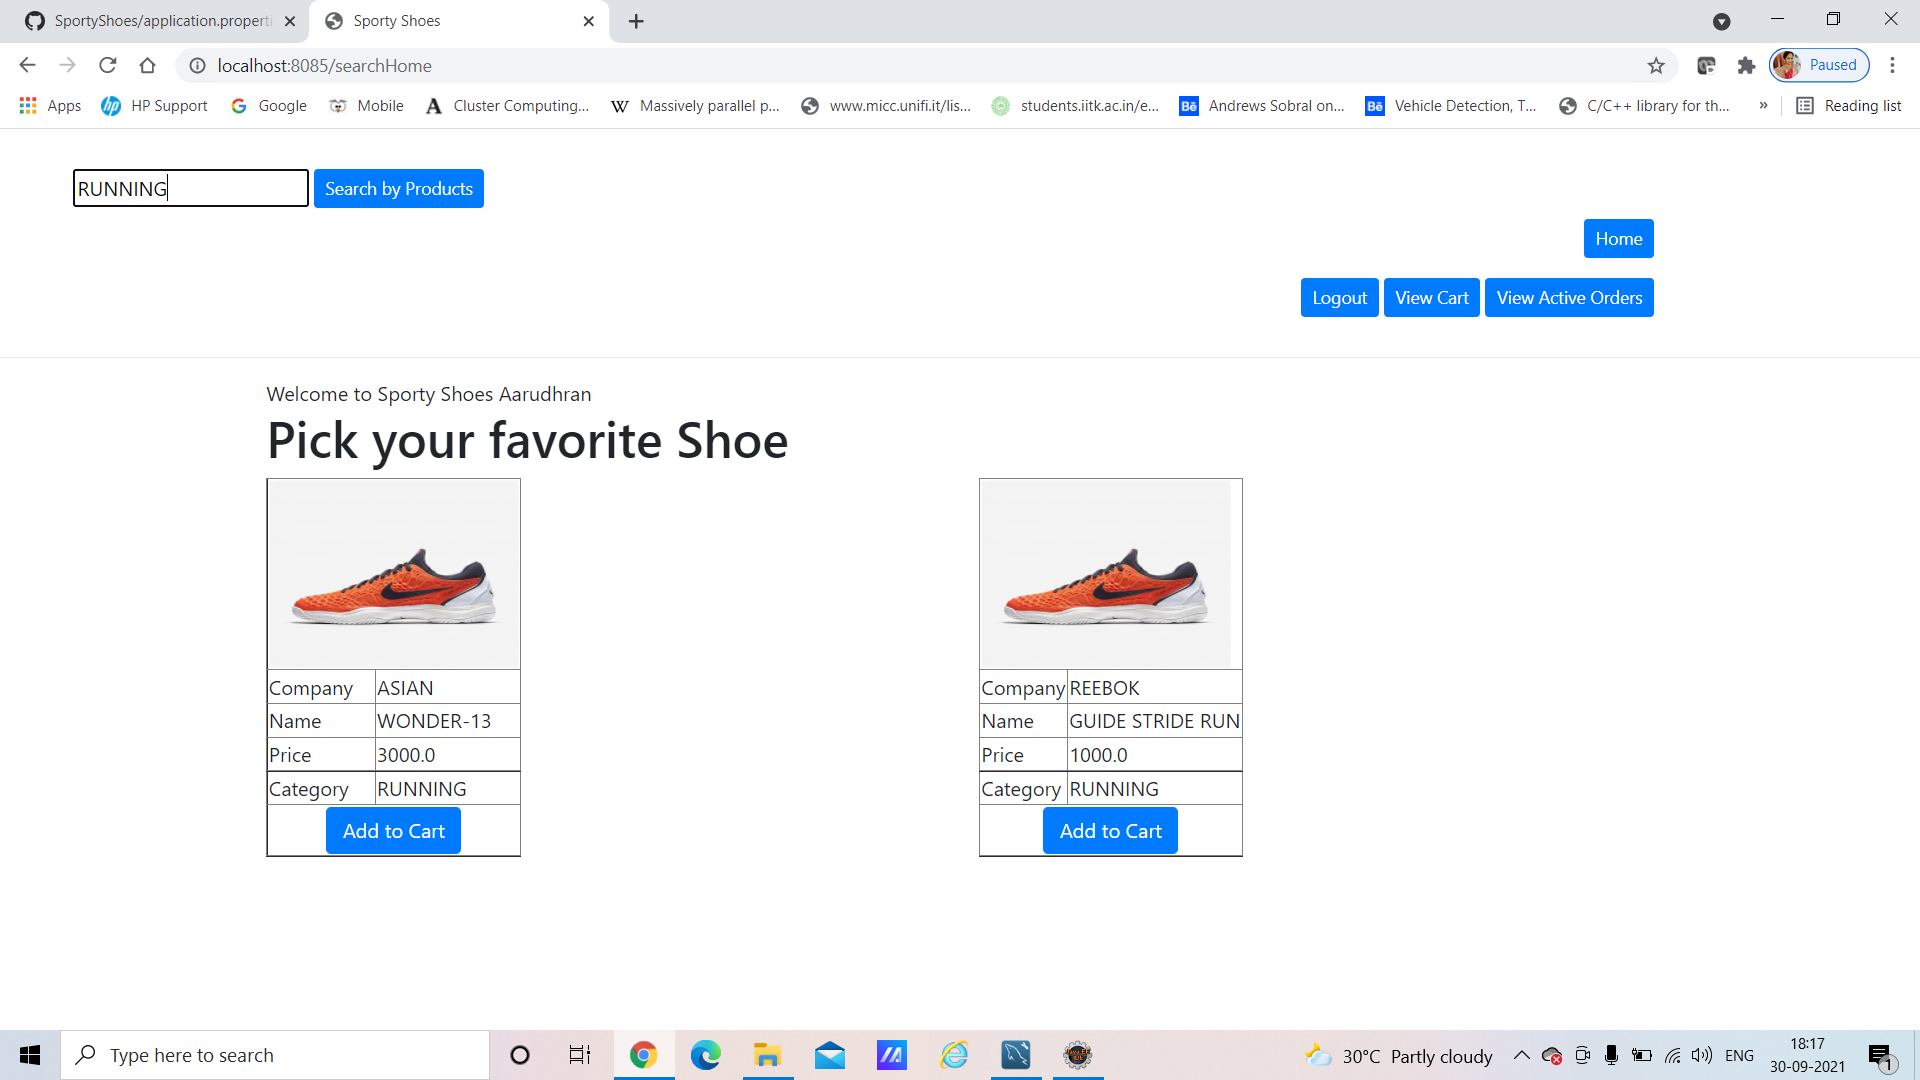 SportyShoes/application.properti
Sporty Shoes
localhost:8085/searchHome
Paused
Apps
HP Support
Google
Mobile
Cluster Computing...
Massively parallel p...
www.micc.unifi.it/lis...
students.iitk.ac.in/e...
Andrews Sobral on...
Vehicle Detection, T...
C/C++ library for th...
»
Reading list
RUNNING
Search by Products
Home
Logout
View Cart
View Active Orders
Welcome to Sporty Shoes Aarudhran
Pick your favorite Shoe
Company ASIAN
Name WONDER-13
Price 3000.0
Category RUNNING
Add to Cart
Company REEBOK
Name GUIDE STRIDE RUN
Price 1000.0
Category RUNNING
Add to Cart
Type here to search
30°C Partly cloudy
ENG
18:17
30-09-2021
1